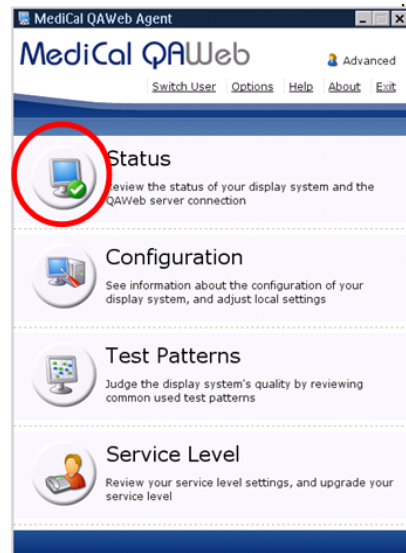 MediCal QAWeb Agent
MediCal QAWeb
Advanced
Switch User Options Help About Exit
Status
Review the status of your display system and the
QAWeb server connection
Configuration
See information about the configuration of your
display system, and adjust local settings
Test Patterns
Judge the display system's quality by reviewing
common used test patterns
Service Level
Review your service level settings, and upgrade your
service level